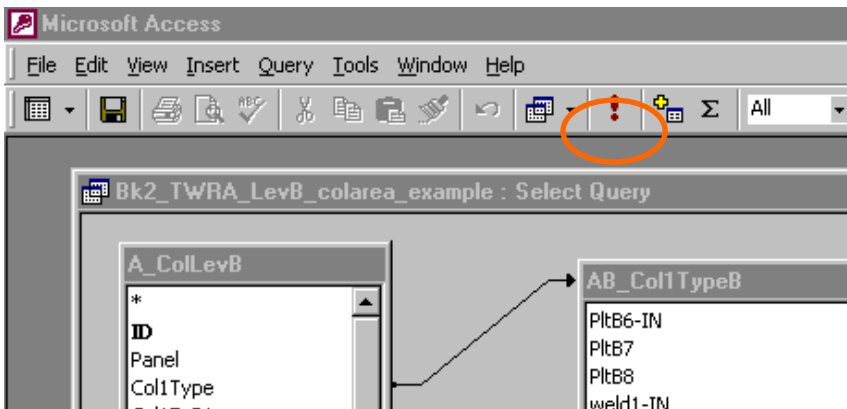 Microsoft Access
File Edit View Insert Query Tools Window Help
ABC Σ All
Bk2_TWRA_LevB_colarea_example : Select Query
A_ColLevB
*
ID
Panel
Col1Type
AB_Col1TypeB
PltB6-IN
PltB7
PltB8
weld1-IN